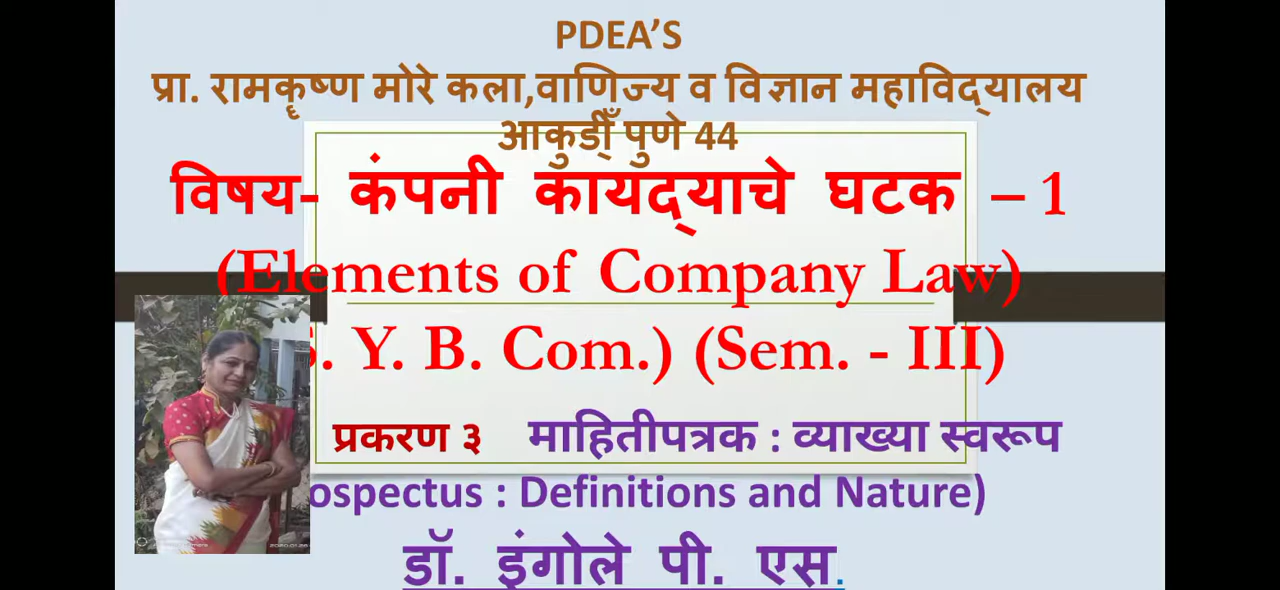 PDEA’S
प्रा. रामकृष्ण मोरे कला,वाणिज्य व विज्ञान महाविद्यालय
आकुर्डी पुणे 44
विषय- कंपनी कायद्याचे घटक – 1
(Elements of Company Law)
. Y. B. Com.) (Sem. - III)
प्रकरण ३ माहितीपत्रक : व्याख्या स्वरूप
ospectus : Definitions and Nature)
डॉ. इंगोले पी. एस.